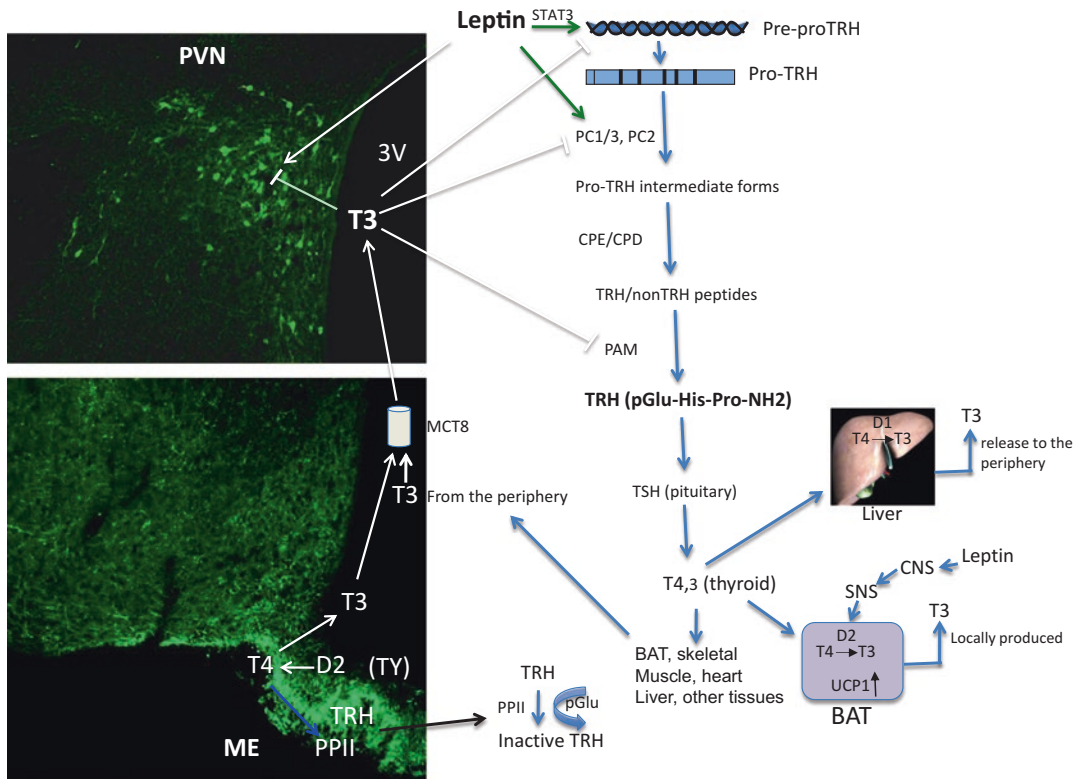 Leptin
STAT3
Pre-proTRH
Pro-TRH
PVN
3V
T3
PC1/3, PC2
Pro-TRH intermediate forms
CPE/CPD
TRH/nonTRH peptides
PAM
TRH (pGlu-His-Pro-NH2)
MCT8
T3
From the periphery
TSH (pituitary)
D1
T4
T3
Liver
T3
release to the
periphery
T4,3 (thyroid)
Leptin
CNS
SNS
T3
T4
D2
(TY)
TRH
ME
PPII
TRH
PPII
pGlu
Inactive TRH
BAT, skeletal
Muscle, heart
Liver, other tissues
D2
T4
T3
UCP1
BAT
T3
Locally produced